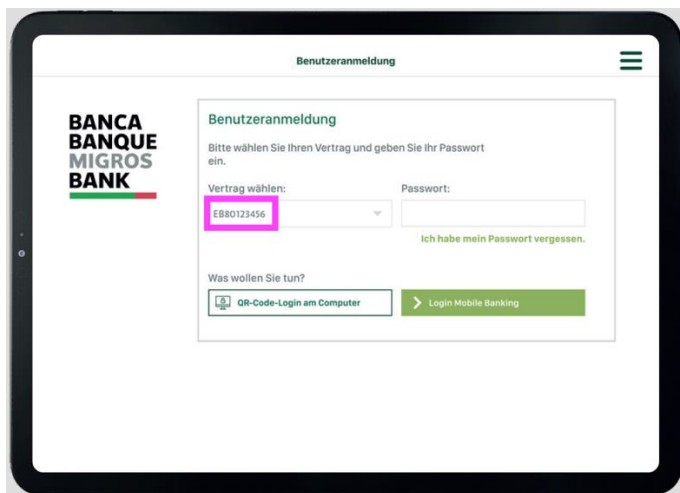 Benutzeranmeldung
BANCA
BANQUE
MIGROS
BANK
Benutzeranmeldung
Bitte wählen Sie Ihren Vertrag und geben Sie Ihr Passwort
ein.
Vertrag wählen:
Passwort:
EB80123456
Ich habe mein Passwort vergessen.
Was wollen Sie tun?
QR-Code-Login am Computer
Login Mobile Banking